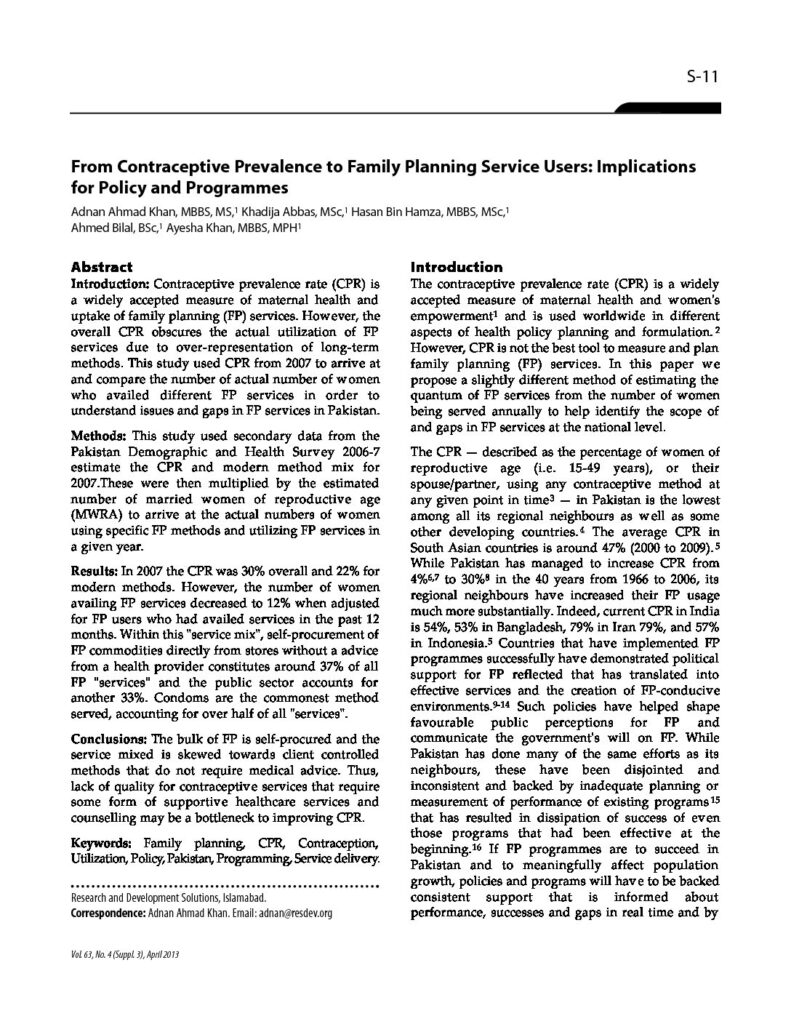 S-11
From Contraceptive Prevalence to Family Planning Service Users: Implications
for Policy and Programmes
Adnan Ahmad Khan, MBBS, MS,¹ Khadija Abbas, MSc,¹ Hasan Bin Hamza, MBBS, MSc,¹
Ahmed Bilal, BSc,¹ Ayesha Khan, MBBS, MPH¹
Abstract
Introduction: Contraceptive prevalence rate (CPR) is
a widely accepted measure of maternal health and
uptake of family planning (FP) services. However, the
overall CPR obscures the actual utilization of FP
services due to over-representation of long-term
methods. This study used CPR from 2007 to arrive at
and compare the number of actual number of women
who availed different FP services in order to
understand issues and gaps in FP services in Pakistan.
Methods: This study used secondary data from the
Pakistan Demographic and Health Survey 2006-7
estimate the CPR and modern method mix for
2007.These were then multiplied by the estimated
number of married women of reproductive age
(MWRA) to arrive at the actual numbers of women
using specific FP methods and utilizing FP services in
a given year.
Results: In 2007 the CPR was 30% overall and 22% for
modern methods. However, the number of women
availing FP services decreased to 12% when adjusted
for FP users who had availed services in the past 12
months. Within this "service mix", self-procurement of
FP commodities directly from stores without a advice
from a health provider constitutes around 37% of all
FP "services" and the public sector accounts for
another 33%. Condoms are the commonest method
served, accounting for over half of all "services".
Conclusions: The bulk of FP is self-procured and the
service mixed is skewed towards client controlled
methods that do not require medical advice. Thus,
lack of quality for contraceptive services that require
some form of supportive healthcare services and
counselling may be a bottleneck to improving CPR.
Keywords: Family planning, CPR, Contraception,
Utilization, Policy, Pakistan, Programming, Service delivery.
Research and Development Solutions, Islamabad.
Correspondence: Adnan Ahmad Khan. Email: adnan@resdev.org
Introduction
The contraceptive prevalence rate (CPR) is a widely
accepted measure of maternal health and women's
empowerment¹ and is used worldwide in different
aspects of health policy planning and formulation.²
However, CPR is not the best tool to measure and plan
family planning (FP) services. In this paper we
propose a slightly different method of estimating the
quantum of FP services from the number of women
being served annually to help identify the scope of
and gaps in FP services at the national level.
The CPR — described as the percentage of women of
reproductive age (i.e. 15-49 years), or their
spouse/partner, using any contraceptive method at
any given point in time³ — in Pakistan is the lowest
among all its regional neighbours as well as some
other developing countries.⁴ The average CPR in
South Asian countries is around 47% (2000 to 2009).⁵
While Pakistan has managed to increase CPR from
4%⁶,⁷ to 30%⁸ in the 40 years from 1966 to 2006, its
regional neighbours have increased their FP usage
much more substantially. Indeed, current CPR in India
is 54%, 53% in Bangladesh, 79% in Iran 79%, and 57%
in Indonesia.⁵ Countries that have implemented FP
programmes successfully have demonstrated political
support for FP reflected that has translated into
effective services and the creation of FP-conducive
environments.⁹⁻¹⁴ Such policies have helped shape
favourable public perceptions for FP and
communicate the government's will on FP. While
Pakistan has done many of the same efforts as its
neighbours, these have been disjointed and
inconsistent and backed by inadequate planning or
measurement of performance of existing programs¹⁵
that has resulted in dissipation of success of even
those programs that had been effective at the
beginning.¹⁶ If FP programmes are to succeed in
Pakistan and to meaningfully affect population
growth, policies and programs will have to be backed
consistent support that is informed about
performance, successes and gaps in real time and by
Vol. 63, No. 4 (Suppl. 3), April 2013